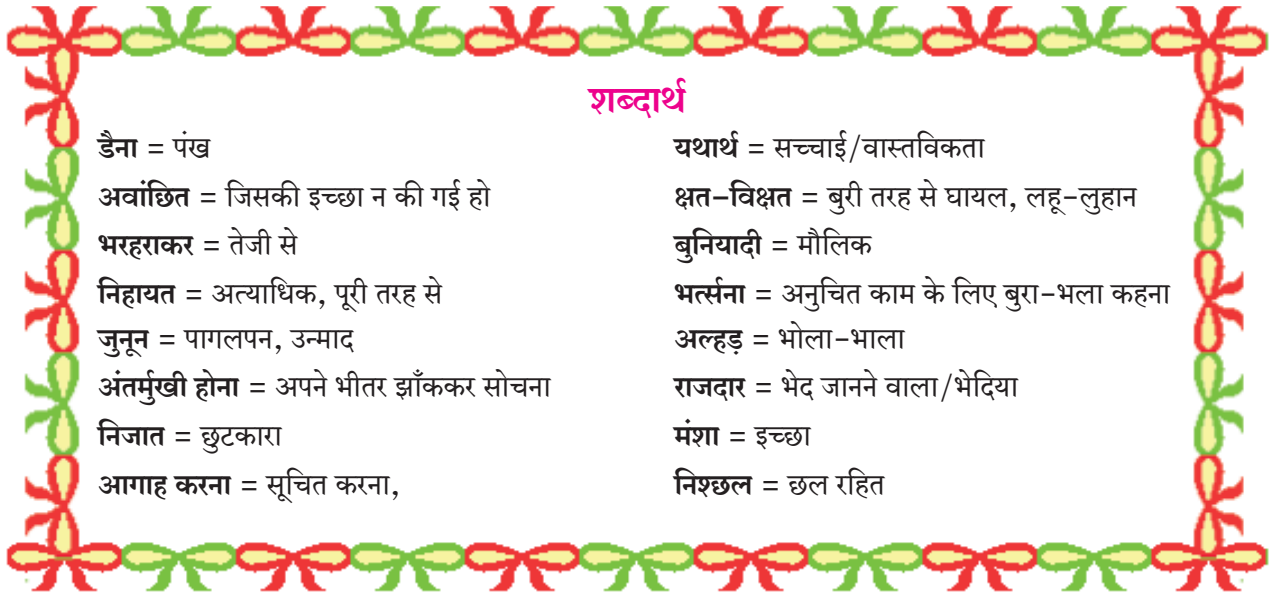 शब्दार्थ
डैना = पंख
अवांछित = जिसकी इच्छा न की गई हो
भरहराकर = तेजी से
निहायत = अत्याधिक, पूरी तरह से
जुनून = पागलपन, उन्माद
अंतर्मुखी होना = अपने भीतर झाँककर सोचना
निजात = छुटकारा
आगाह करना = सूचित करना,
यथार्थ = सच्चाई/वास्तविकता
क्षत-विक्षत = बुरी तरह से घायल, लहू-लुहान
बुनियादी = मौलिक
भर्त्सना = अनुचित काम के लिए बुरा-भला कहना
अल्हड़ = भोला-भाला
राजदार = भेद जानने वाला/भेदिया
मंशा = इच्छा
निश्छल = छल रहित